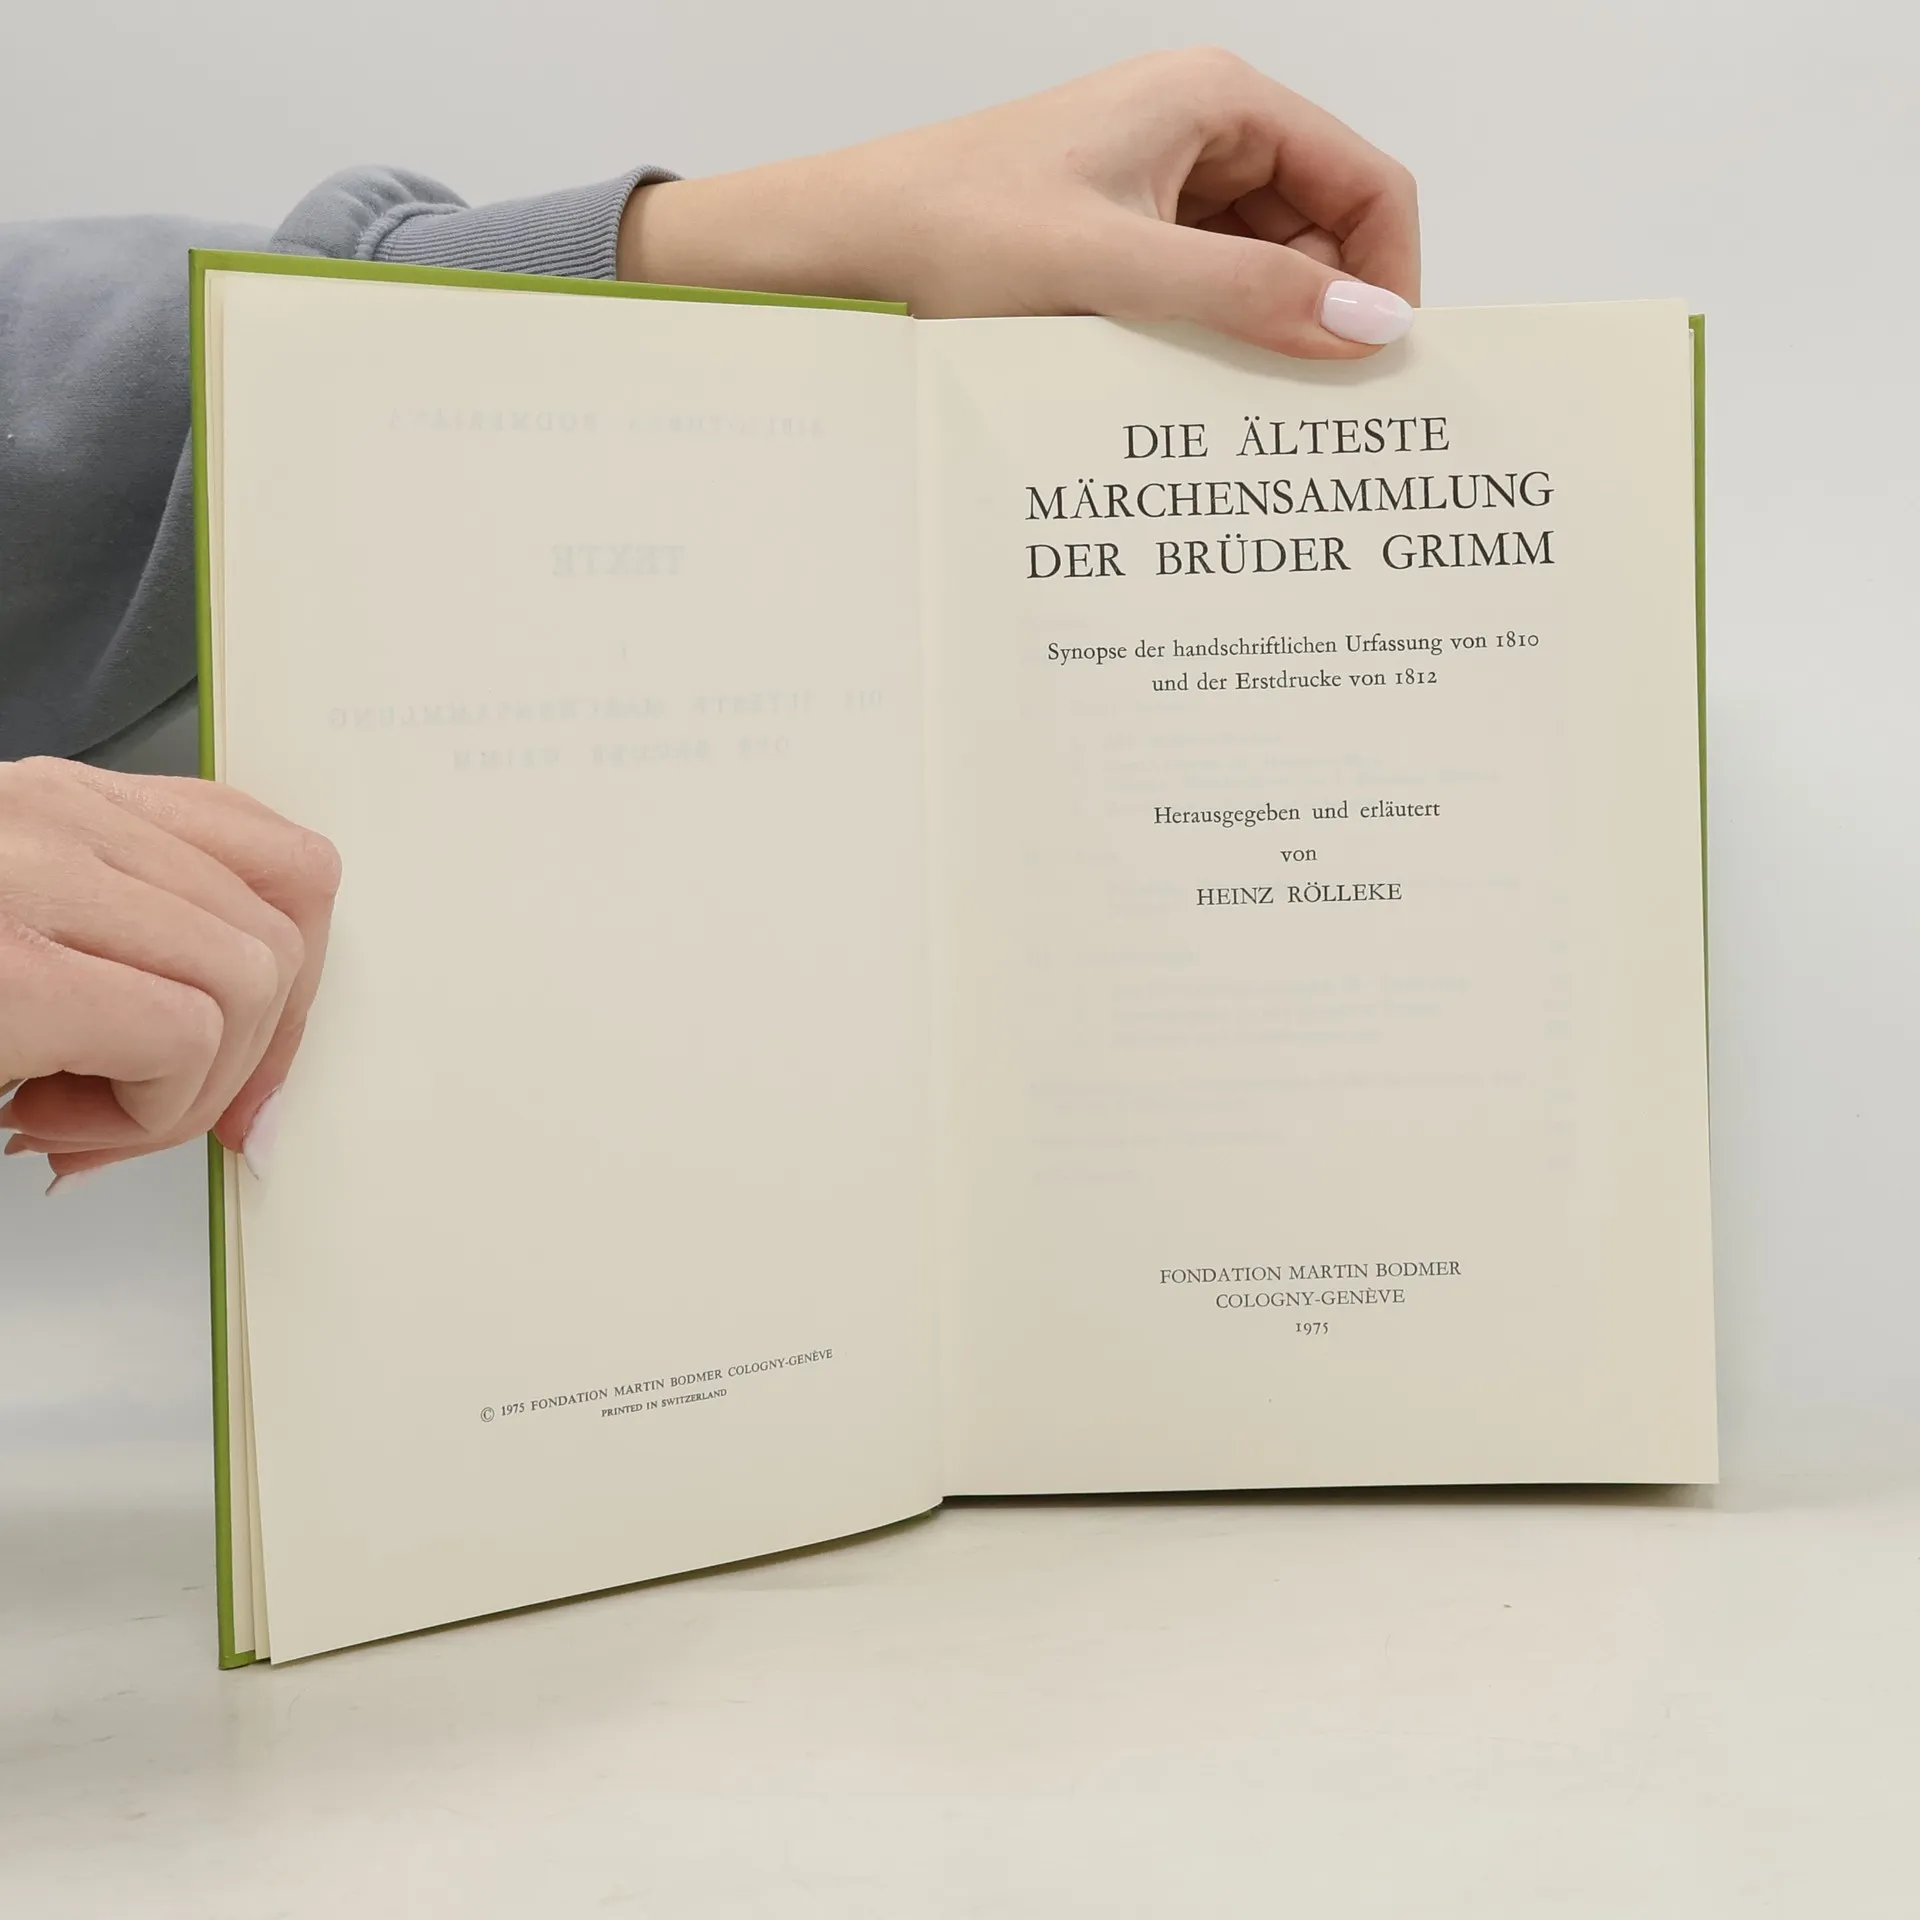 © 1975 FONDATION MARTIN BODMER COLOGNY-GENÈVE
PRINTED IN SWITZERLAND
DIE ÄLTESTE
MÄRCHENSAMMLUNG
DER BRÜDER GRIMM
Synopse der handschriftlichen Urfassung von 1810
und der Erstdrucke von 1812
Herausgegeben und erläutert
von
HEINZ RÖLLEKE
FONDATION MARTIN BODMER
COLOGNY-GENÈVE
1975